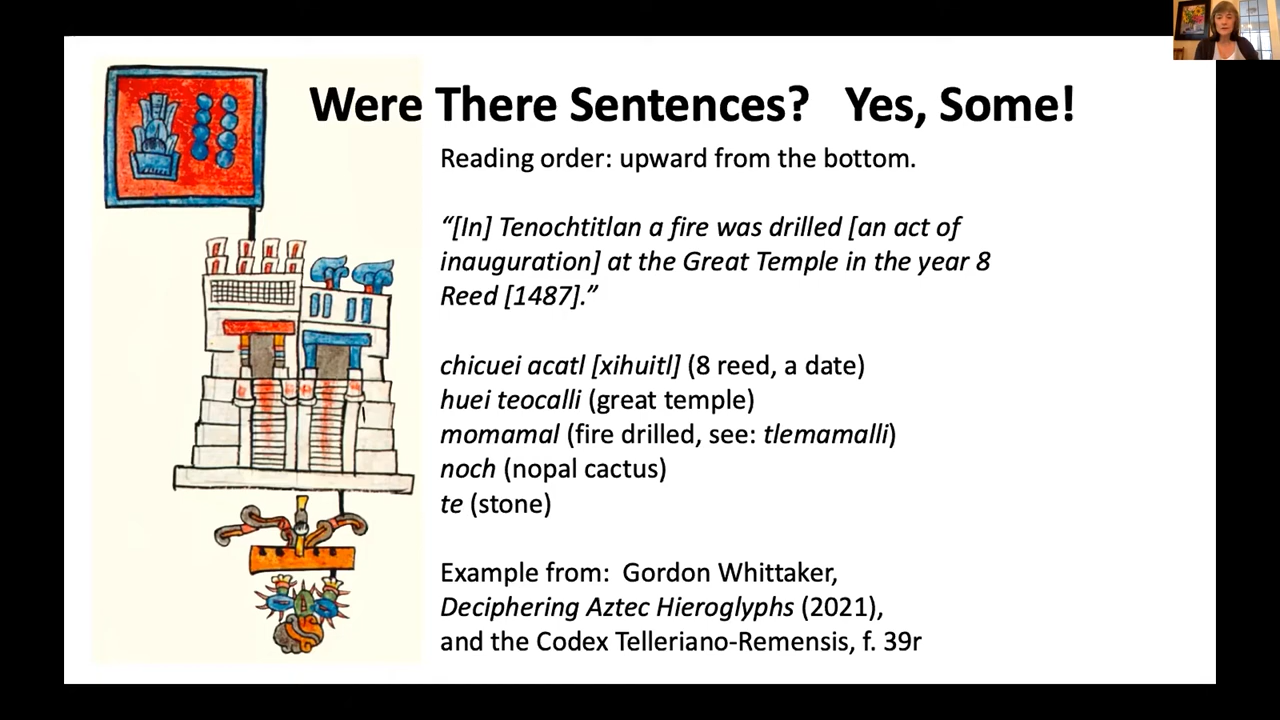 Were There Sentences? Yes, Some!
Reading order: upward from the bottom.
“[In] Tenochtitlan a fire was drilled [an act of
inauguration] at the Great Temple in the year 8
Reed [1487].”
chicuei acatl [xihuitl] (8 reed, a date)
huei teocalli (great temple)
momamal (fire drilled, see: tlemamalli)
noch (nopal cactus)
te (stone)
Example from: Gordon Whittaker,
Deciphering Aztec Hieroglyphs (2021),
and the Codex Telleriano-Remensis, f. 39r